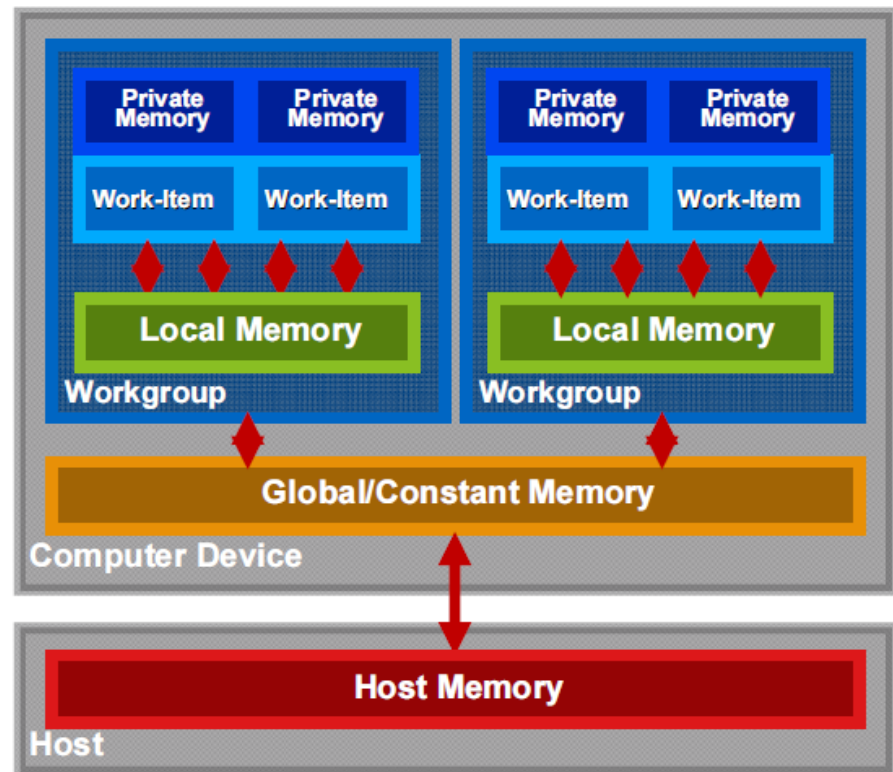 Private Memory
Private Memory
Private Memory
Private Memory
Work-Item
Work-Item
Work-Item
Work-Item
Local Memory
Local Memory
Workgroup
Workgroup
Global/Constant Memory
Computer Device
Host Memory
Host